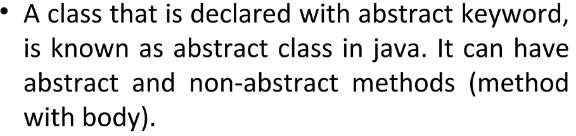 • A class that is declared with abstract keyword,
is known as abstract class in java. It can have
abstract and non-abstract methods (method
with body).